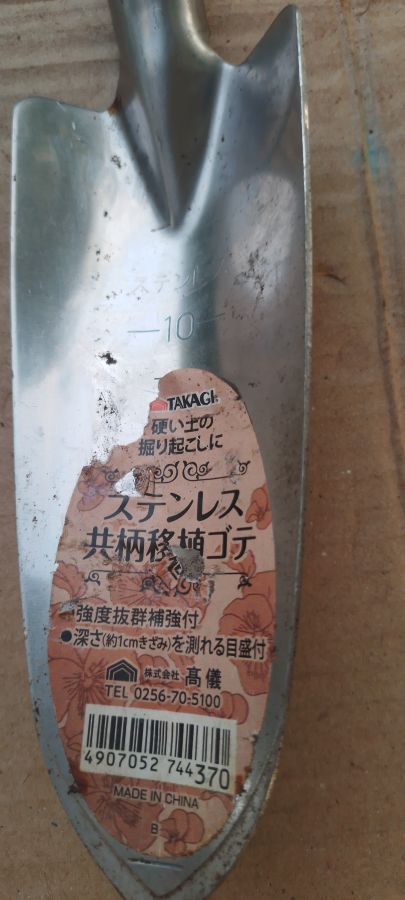 ステンレス
10
TAKAGI
硬い土の
掘り起こしに
ステンレス
共柄移植ゴテ
強度抜群補強付
●深さ(約1cmきざみ)を測れる目盛付
株式会社 髙儀
TEL 0256-70-5100
4907052 744370
MADE IN CHINA
B